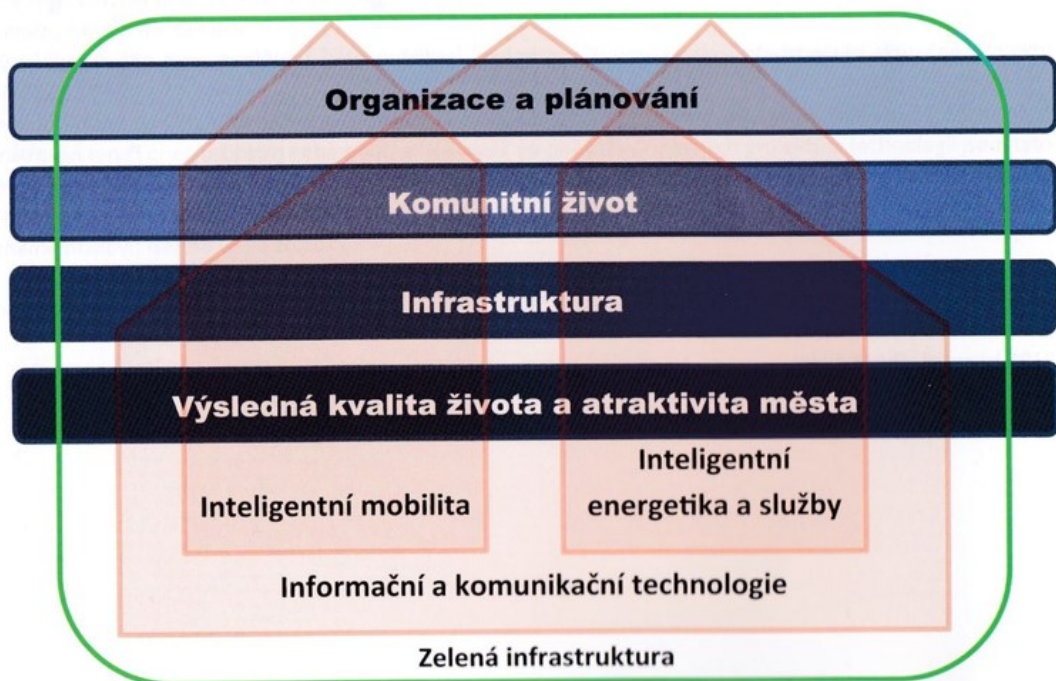 Organizace a plánování
Komunitní život
Infrastruktura
Výsledná kvalita života a atraktivita města
Inteligentní mobilita
Inteligentní
energetika a služby
Informační a komunikační technologie
Zelená infrastruktura